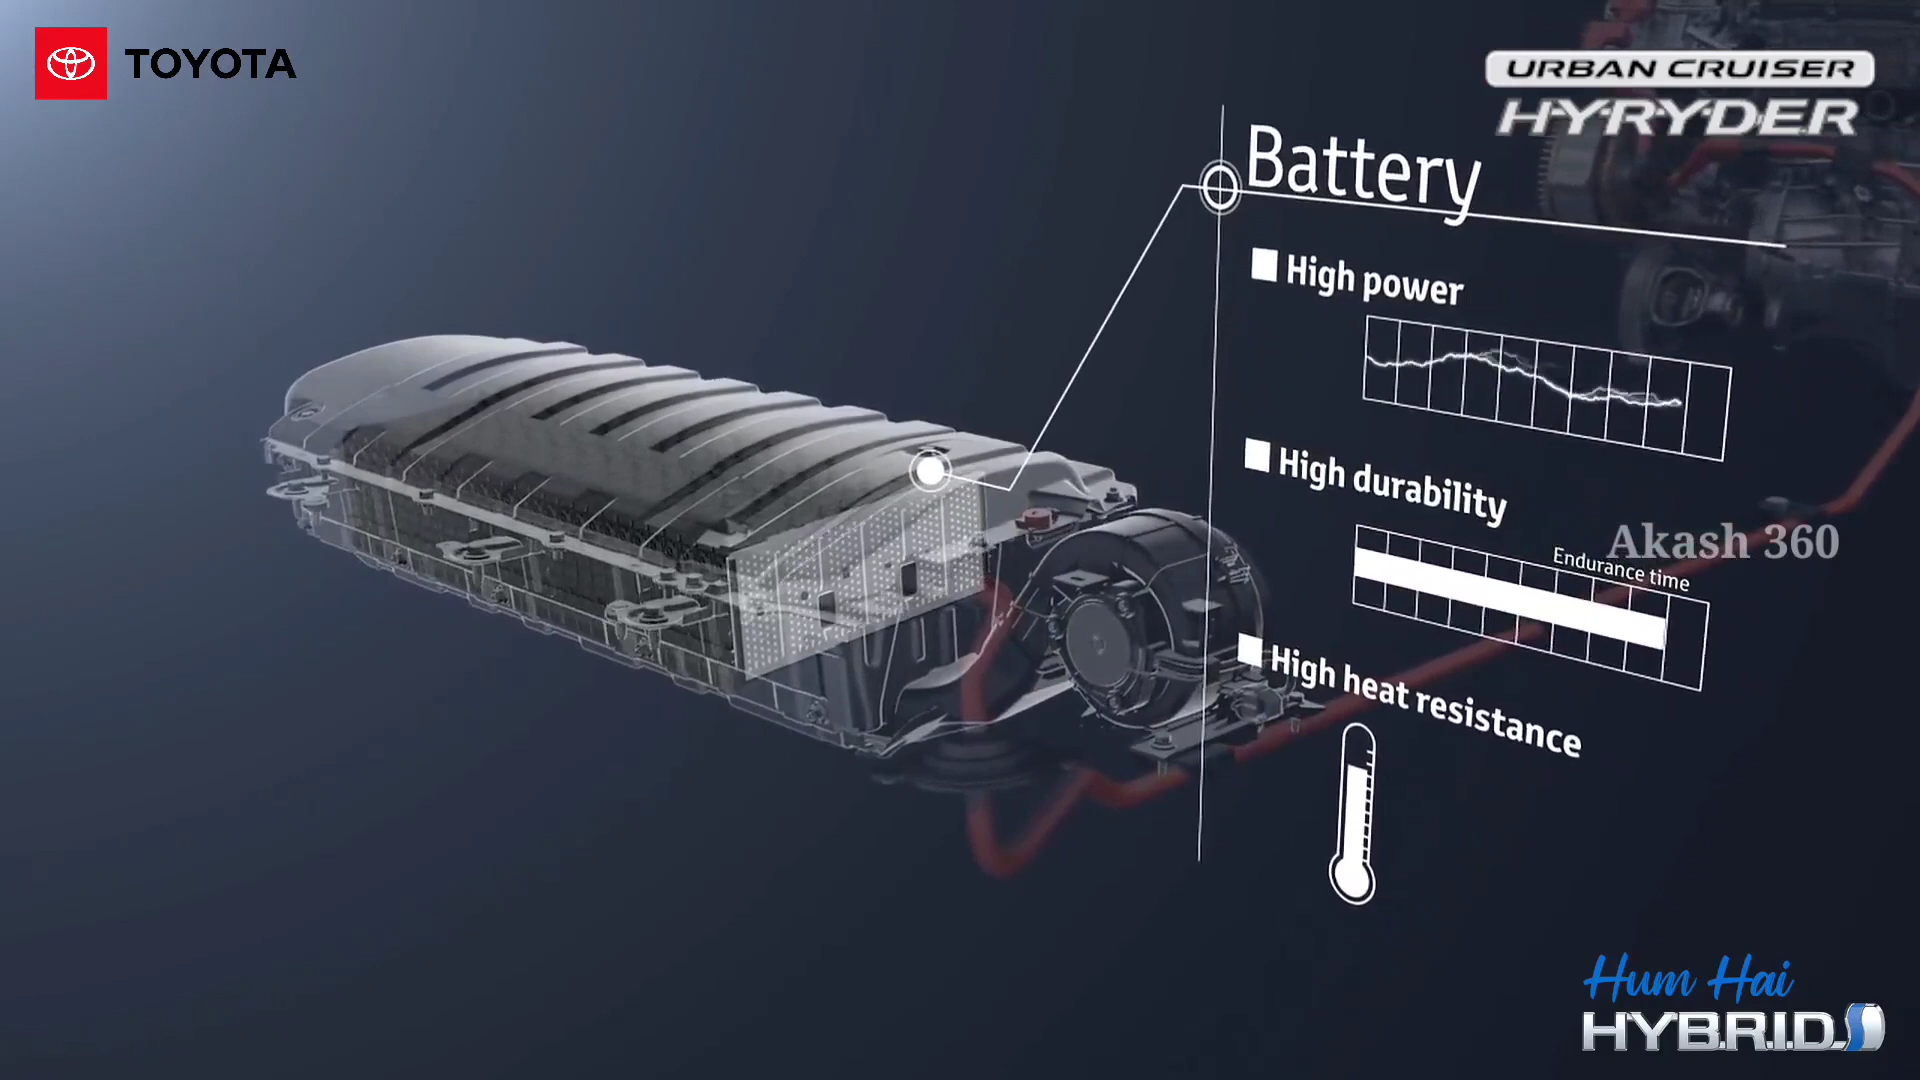 TOYOTA
URBAN CRUISER
HYRYDER
Battery
High power
High durability
Endurance time
Akash 360
High heat resistance
Hum Hai
HYBRID